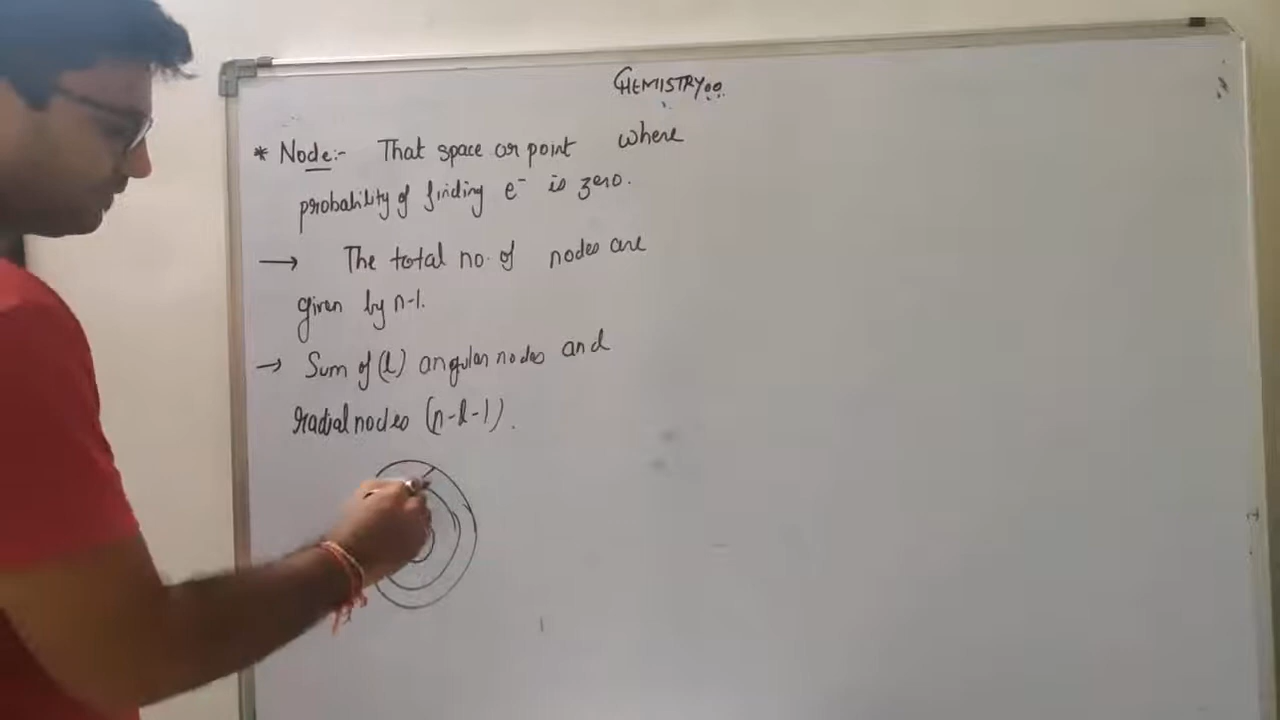 CHEMISTRY
* Node:- That space or point where
probability of finding e⁻ is zero.
→ The total no. of nodes are
given by n-1.
→ Sum of (l) angular nodes and
radial nodes (n-l-1).